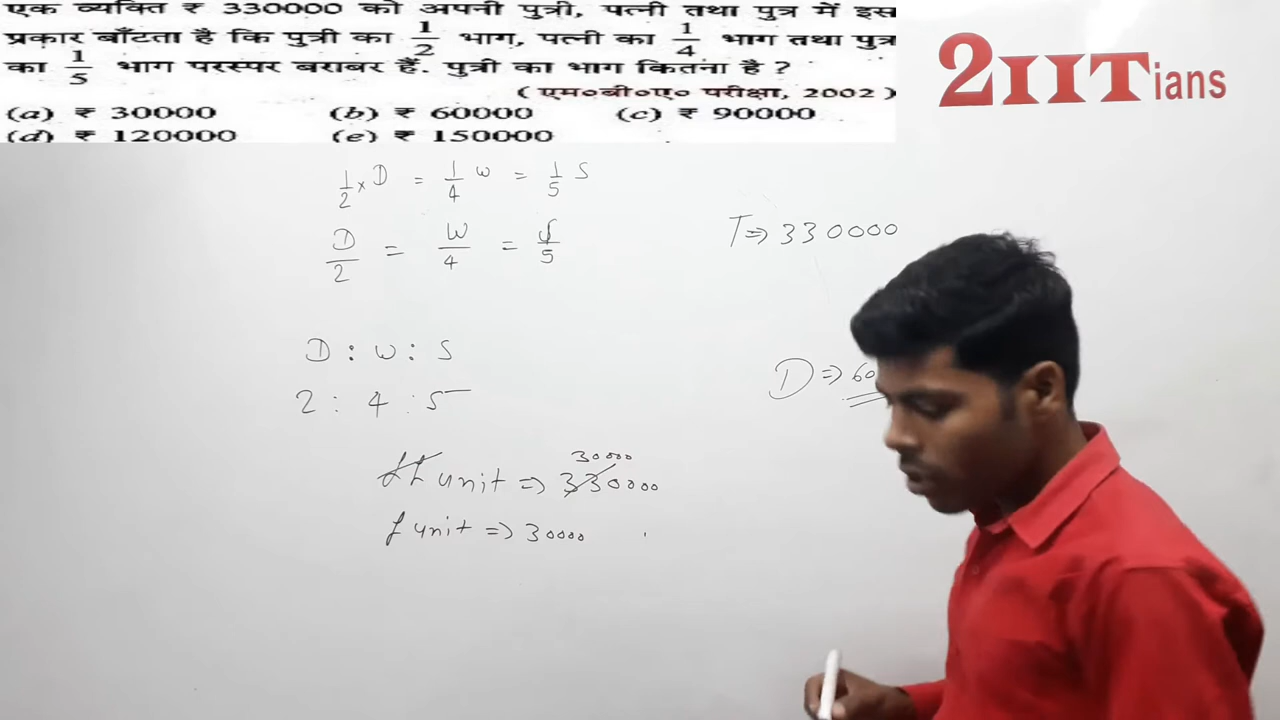 एक व्यक्ति ₹ 330000 को अपनी पुत्री, पत्नी तथा पुत्र में इस
प्रकार बाँटता है कि पुत्री का 1/2 भाग, पत्नी का 1/4 भाग तथा पुत्र
का 1/5 भाग परस्पर बराबर हैं. पुत्री का भाग कितना है ?
( एम०बी०ए० परीक्षा, 2002 )
(a) ₹ 30000 (b) ₹ 60000 (c) ₹ 90000
(d) ₹ 120000 (e) ₹ 150000
2IITians
1/2 × D = 1/4 W = 1/5 S
D/2 = W/4 = S/5
T => 330000
D : W : S
2 : 4 : 5
D => 60
30000
11 unit => 330000
1 unit => 30000